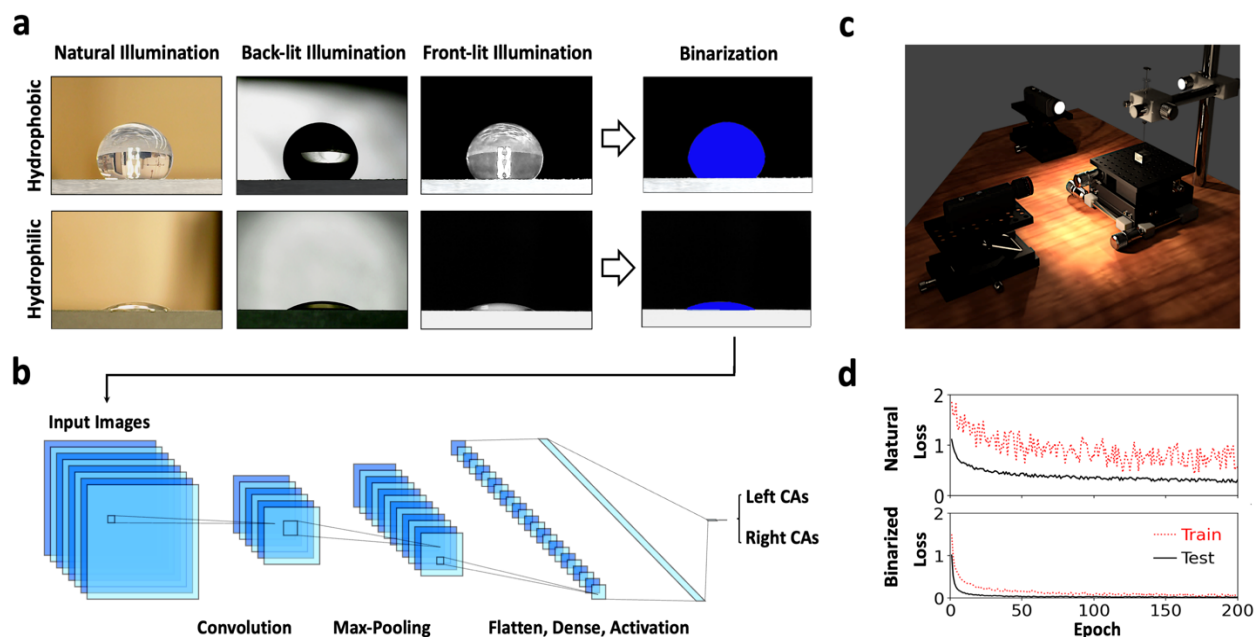 a
Natural Illumination
Back-lit Illumination
Front-lit Illumination
Binarization
Hydrophobic
Hydrophilic
b
Input Images
Convolution
Max-Pooling
Flatten, Dense, Activation
Left CAs
Right CAs
c
d
Natural
Loss
2
1
0
Binarized
Loss
2
1
0
Train
Test
0
50
100
150
200
Epoch